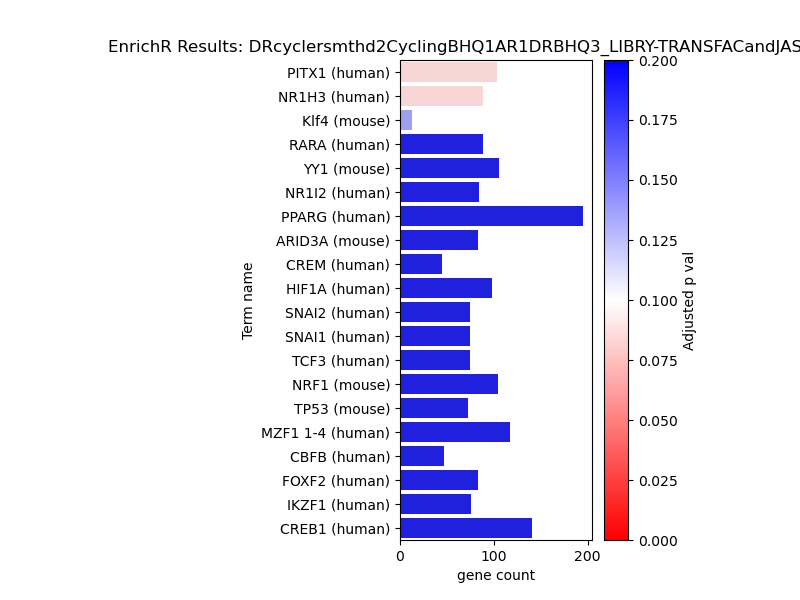 EnrichR Results: DRcyclersmthd2CyclingBHQ1AR1DRBHQ3_LIBRY-TRANSFACandJAS
PITX1 (human)
NR1H3 (human)
Klf4 (mouse)
RARA (human)
YY1 (mouse)
NR1I2 (human)
PPARG (human)
ARID3A (mouse)
CREM (human)
HIF1A (human)
SNAI2 (human)
SNAI1 (human)
TCF3 (human)
NRF1 (mouse)
TP53 (mouse)
MZF1 1-4 (human)
CBFB (human)
FOXF2 (human)
IKZF1 (human)
CREB1 (human)
Term name
0 100 200
gene count
0.200
0.175
0.150
0.125
0.100
0.075
0.050
0.025
0.000
Adjusted p val